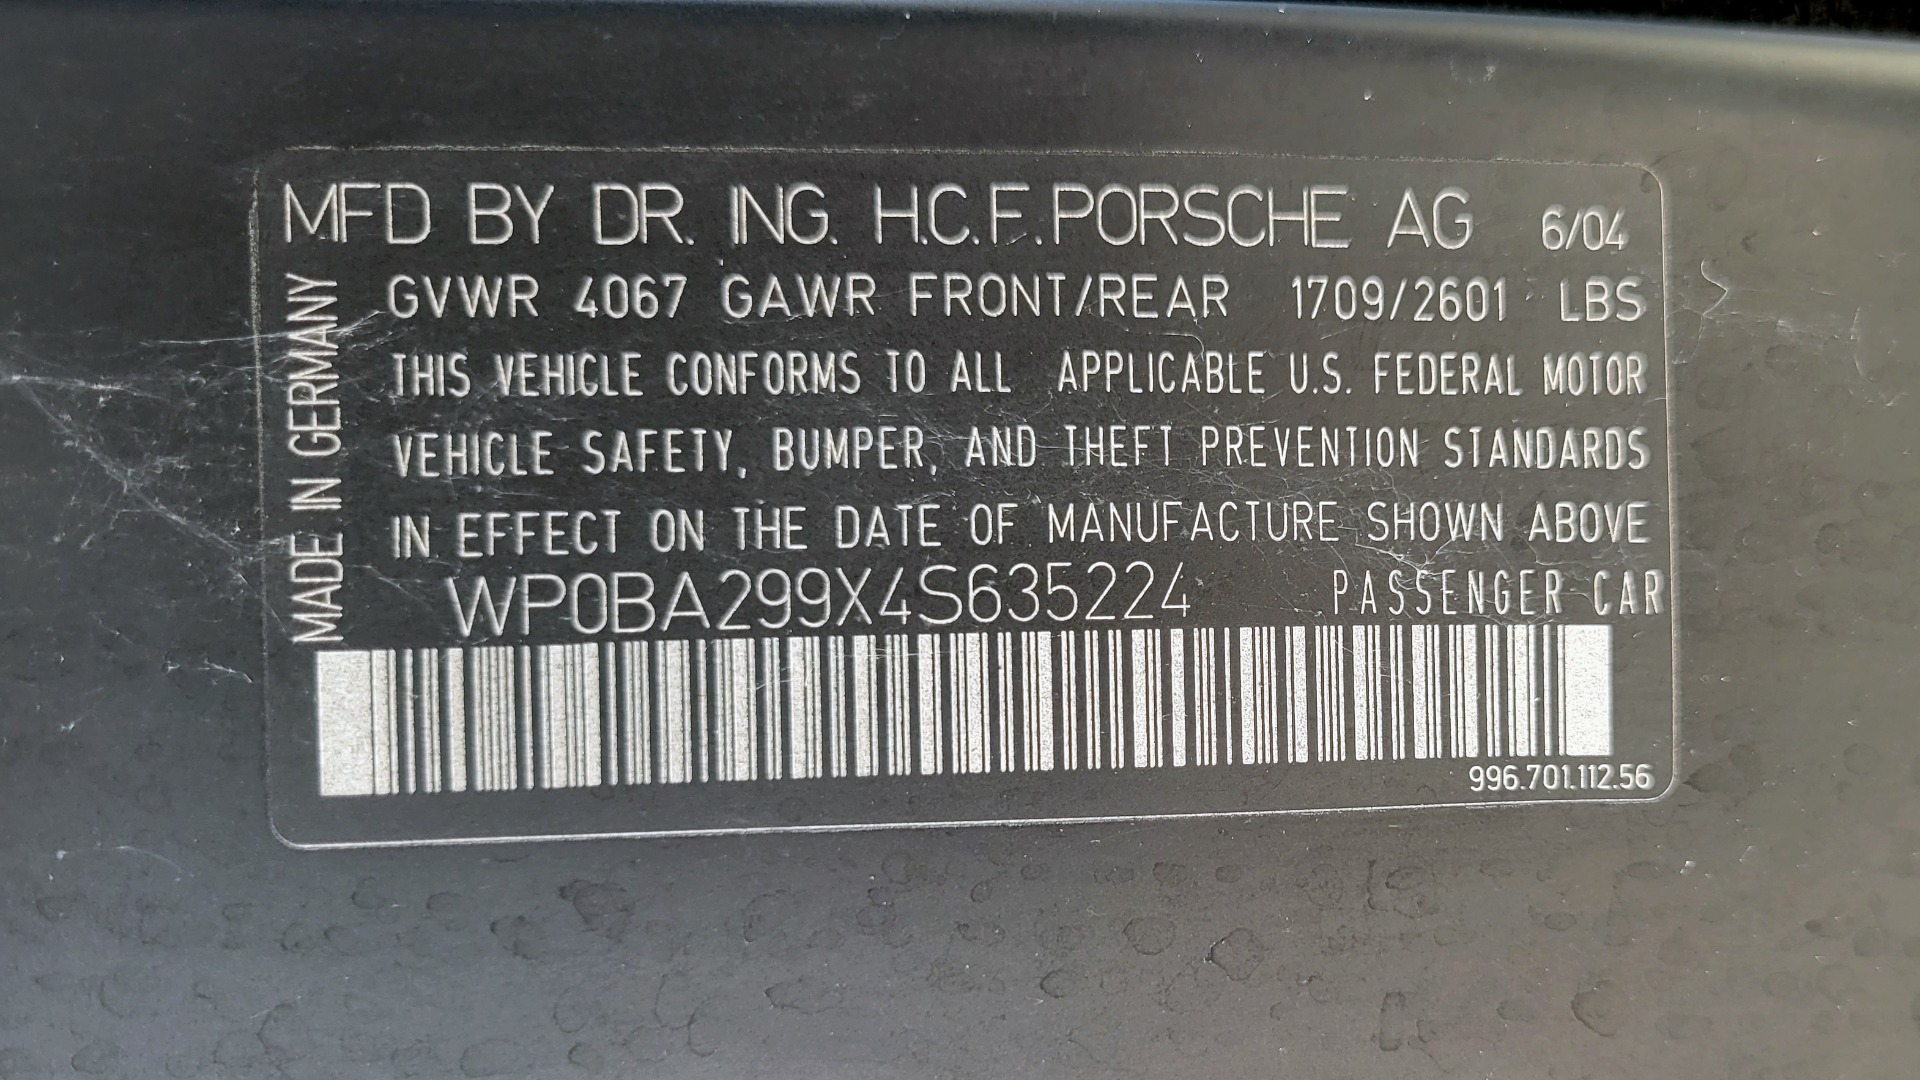 MFD BY DR. ING. H.C.F. PORSCHE AG 6/04
GVWR 4067 GAWR FRONT/REAR 1709/2601 LBS
THIS VEHICLE CONFORMS TO ALL APPLICABLE U.S. FEDERAL MOTOR
VEHICLE SAFETY, BUMPER, AND THEFT PREVENTION STANDARDS
IN EFFECT ON THE DATE OF MANUFACTURE SHOWN ABOVE
WP0BA299X4S635224 PASSENGER CAR
996.701.112.56
MADE IN GERMANY